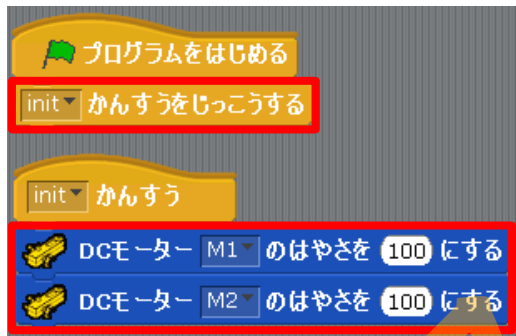 プログラムをはじめる
init かんすうをじっこうする
init かんすう
DCモーター M1 のはやさを 100 にする
DCモーター M2 のはやさを 100 にする